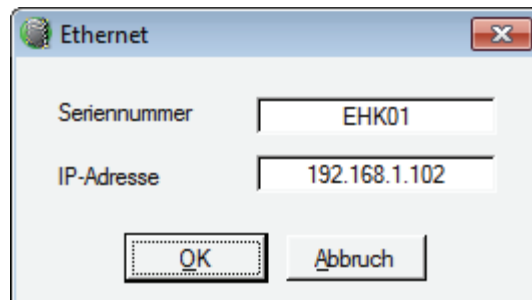 Ethernet
Seriennummer EHK01
IP-Adresse 192.168.1.102
OK Abbruch